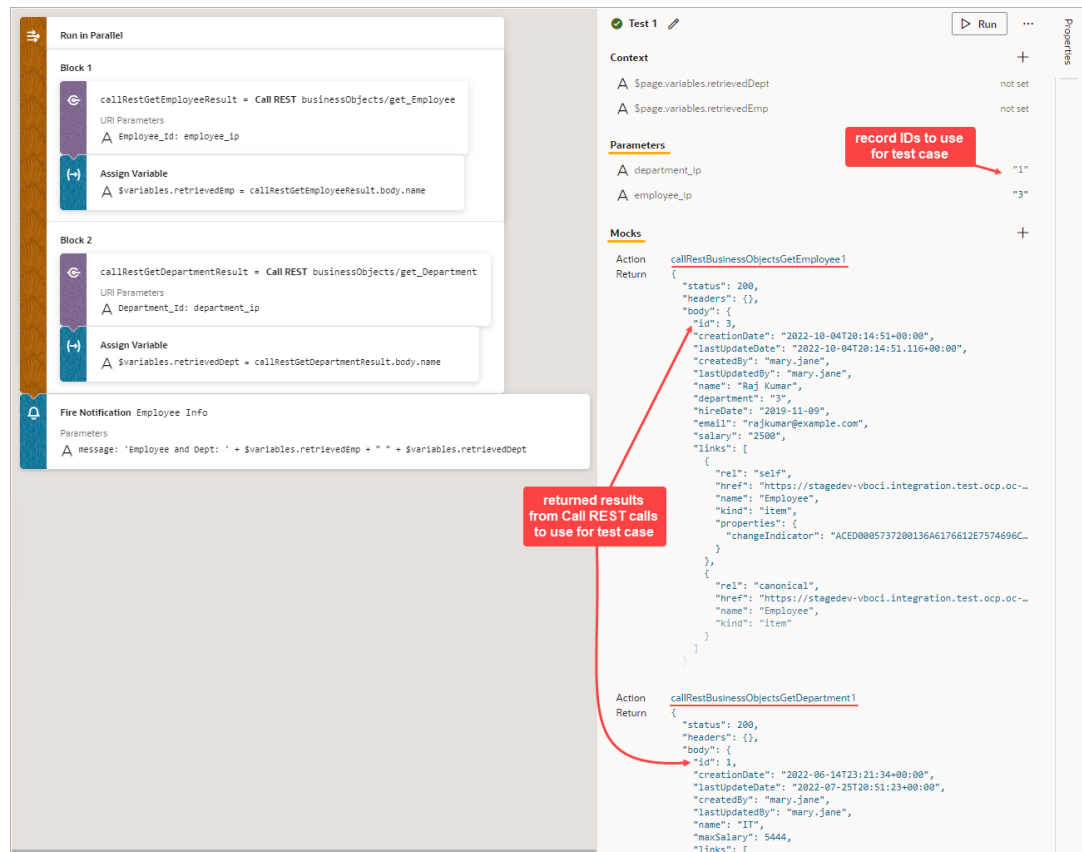 Run in Parallel
Block 1
callRestGetEmployeeResult = Call REST businessObjects/get_Employee
URI Parameters
A Employee_Id: employee_ip
Assign Variable
A $variables.retrievedEmp = callRestGetEmployeeResult.body.name
Block 2
callRestGetDepartmentResult = Call REST businessObjects/get_Department
URI Parameters
A Department_Id: department_ip
Assign Variable
A $variables.retrievedDept = callRestGetDepartmentResult.body.name
Fire Notification Employee Info
Parameters
A message: 'Employee and Dept: ' + $variables.retrievedEmp + " " + $variables.retrievedDept
Test 1
Run
...
Properties
Context
A $page.variables.retrievedDept not set
A $page.variables.retrievedEmp not set
record IDs to use
for test case
Parameters
A department_ip "1"
A employee_ip "3"
Mocks
Action callRestBusinessObjectsGetEmployee1
Return {
"status": 200,
"headers": {},
"body": {
"id": 3,
"creationDate": "2022-10-04T20:14:51+00:00",
"lastUpdateDate": "2022-10-04T20:14:51.116+00:00",
"createdBy": "mary.jane",
"lastUpdatedBy": "mary.jane",
"name": "Raj Kumar",
"department": "3",
"hireDate": "2019-11-09",
"email": "rajkumar@example.com",
"salary": "2500",
"links": [
{
"rel": "self",
"href": "https://stagedev-vboci.integration.test.ocp.oc-…
"name": "Employee",
"kind": "item",
"properties": {
"changeIndicator": "ACED0005737200136A6176612E7574696C…
}
},
{
"rel": "canonical",
"href": "https://stagedev-vboci.integration.test.ocp.oc-…
"name": "Employee",
"kind": "item"
}
]
}
returned results
from Call REST calls
to use for test case
Action callRestBusinessObjectsGetDepartment1
Return {
"status": 200,
"headers": {},
"body": {
"id": 1,
"creationDate": "2022-06-14T23:21:34+00:00",
"lastUpdateDate": "2022-07-25T20:51:23+00:00",
"createdBy": "mary.jane",
"lastUpdatedBy": "mary.jane",
"name": "IT",
"maxSalary": 5444,
"links": [